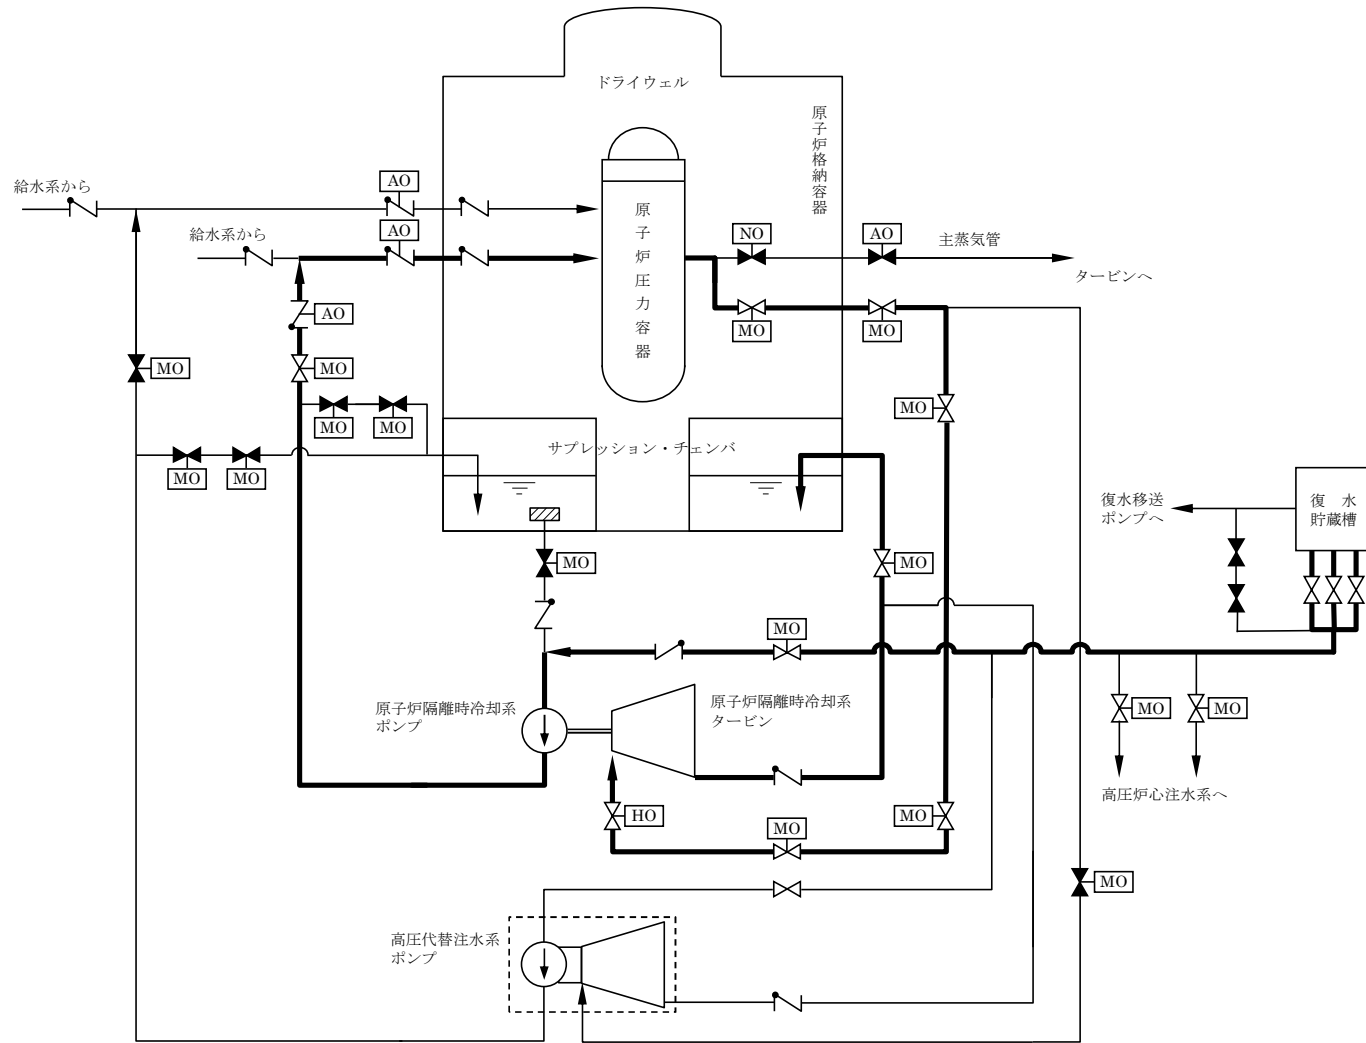 ドライウェル
原子炉格納容器
給水系から
AO
給水系から
AO
原子炉圧力容器
NO
AO
主蒸気管
タービンへ
AO
MO
MO
MO
MO
MO
MO
MO
サプレッション・チェンバ
MO
MO
復水移送
ポンプへ
復水
貯蔵槽
MO
MO
MO
原子炉隔離時冷却系
ポンプ
原子炉隔離時冷却系
タービン
MO
MO
高圧炉心注水系へ
HO
MO
MO
MO
高圧代替注水系
ポンプ